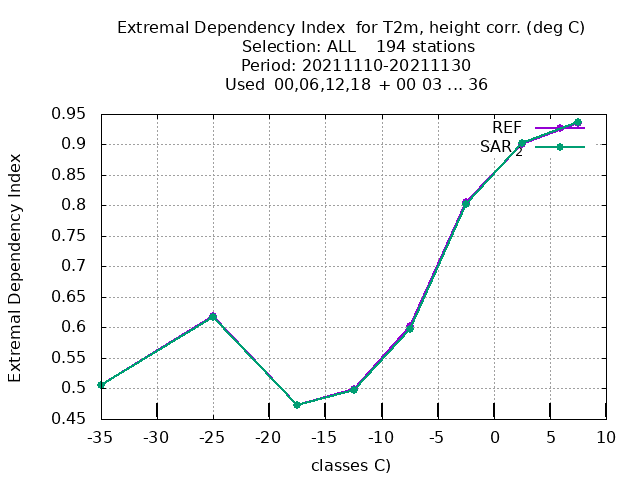 Extremal Dependency Index for T2m, height corr. (deg C)
Selection: ALL 194 stations
Period: 20211110-20211130
Used 00,06,12,18 + 00 03 ... 36
0.95
0.9
0.85
0.8
0.75
0.7
0.65
0.6
0.55
0.5
0.45
Extremal Dependency Index
REF
SAR2
-35 -30 -25 -20 -15 -10 -5 0 5 10
classes C)